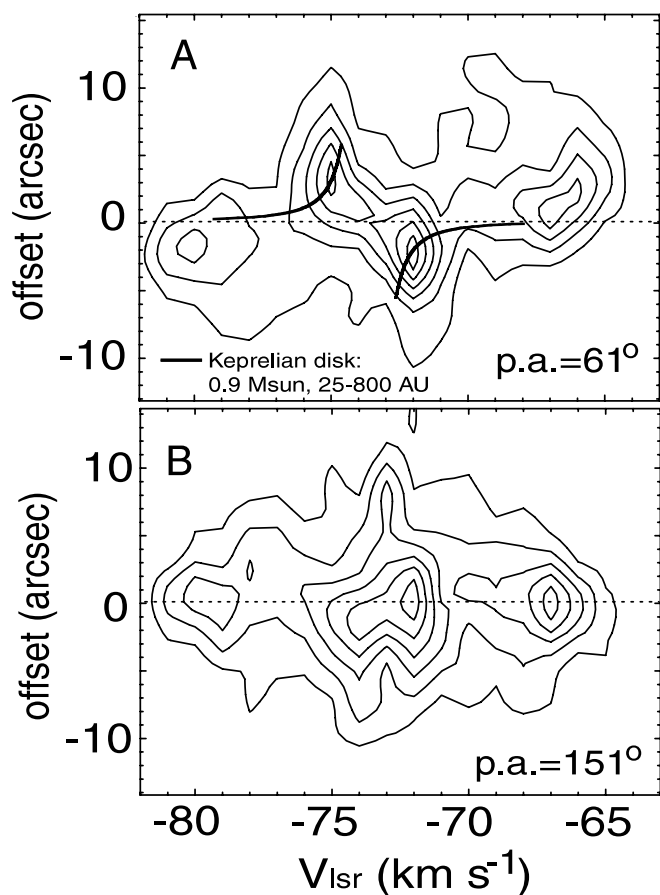 A
10
0
-10
offset (arcsec)
Keprelian disk:
0.9 Msun, 25-800 AU
p.a.=61°
B
10
0
-10
offset (arcsec)
p.a.=151°
-80 -75 -70 -65
Vlsr (km s⁻¹)